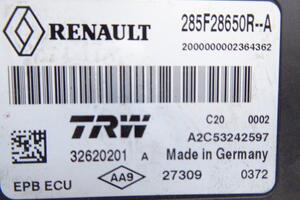 RENAULT
285F28650R--A
2000000002364362
TRW
C20 0002
A2C53242597
32620201 A
Made in Germany
EPB ECU
AA9
27309 0372